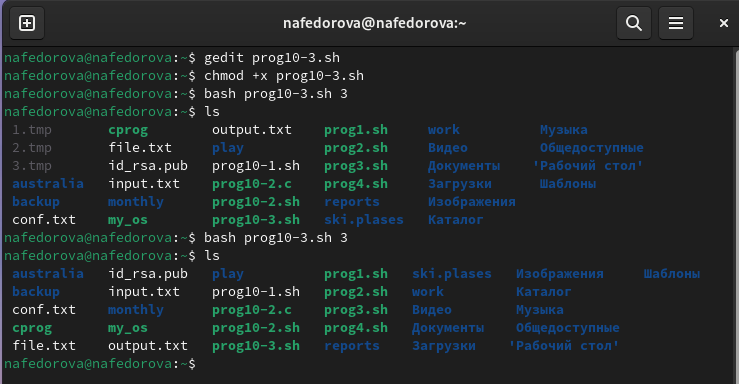 nafedorova@nafedorova:~
nafedorova@nafedorova:~$ gedit prog10-3.sh
nafedorova@nafedorova:~$ chmod +x prog10-3.sh
nafedorova@nafedorova:~$ bash prog10-3.sh 3
nafedorova@nafedorova:~$ ls
1.tmp cprog output.txt prog1.sh work Музыка
2.tmp file.txt play prog2.sh Видео Общедоступные
3.tmp id_rsa.pub prog10-1.sh prog3.sh Документы 'Рабочий стол'
australia input.txt prog10-2.c prog4.sh Загрузки Шаблоны
backup monthly prog10-2.sh reports Изображения
conf.txt my_os prog10-3.sh ski.plases Каталог
nafedorova@nafedorova:~$ bash prog10-3.sh 3
nafedorova@nafedorova:~$ ls
australia id_rsa.pub play prog1.sh ski.plases Изображения Шаблоны
backup input.txt prog10-1.sh prog2.sh work Каталог
conf.txt monthly prog10-2.c prog3.sh Видео Музыка
cprog my_os prog10-2.sh prog4.sh Документы Общедоступные
file.txt output.txt prog10-3.sh reports Загрузки 'Рабочий стол'
nafedorova@nafedorova:~$